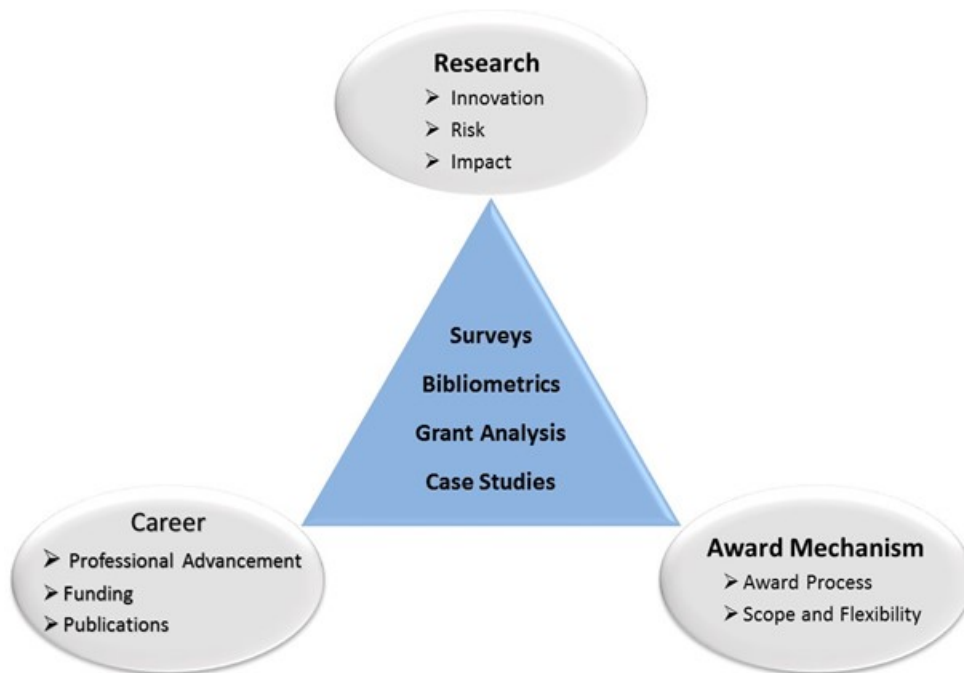 Research
➤ Innovation
➤ Risk
➤ Impact
Surveys
Bibliometrics
Grant Analysis
Case Studies
Career
➤ Professional Advancement
➤ Funding
➤ Publications
Award Mechanism
➤ Award Process
➤ Scope and Flexibility